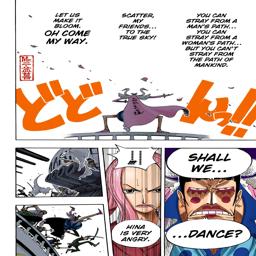 YOU CAN
STRAY FROM A
MAN'S PATH...
YOU CAN
STRAY FROM A
WOMAN'S PATH...
BUT YOU CAN'T
STRAY FROM
THE PATH OF
MANKIND.
SCATTER,
MY
FRIENDS...
TO THE
TRUE SKY!
LET US
MAKE IT
BLOOM.
OH COME
MY WAY.
どど
んっ!!
SHALL
WE...
...DANCE?
HINA
IS VERY
ANGRY.